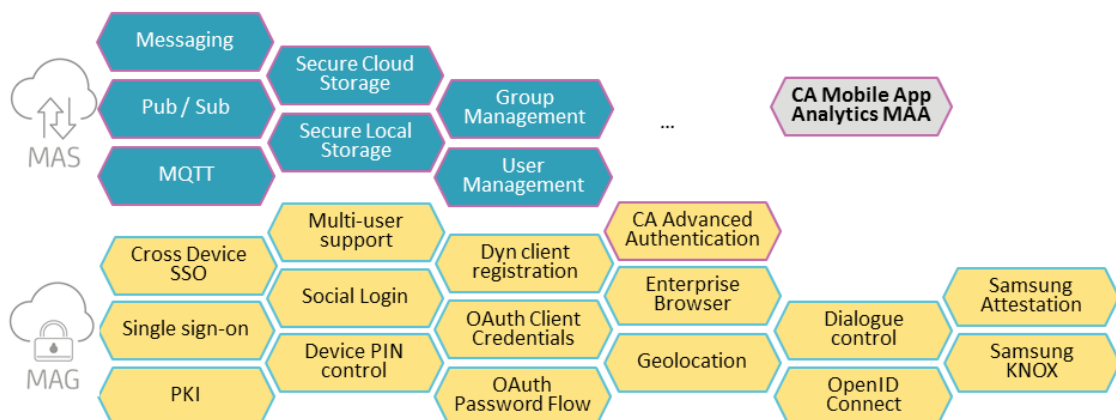 Messaging
Pub / Sub
MQTT
MAS
Secure Cloud
Storage
Secure Local
Storage
Group
Management
User
Management
...
CA Mobile App
Analytics MAA
Cross Device
SSO
Single sign-on
PKI
MAG
Multi-user
support
Social Login
Device PIN
control
Dyn client
registration
OAuth Client
Credentials
OAuth
Password Flow
CA Advanced
Authentication
Enterprise
Browser
Geolocation
Dialogue
control
OpenID
Connect
Samsung
Attestation
Samsung
KNOX